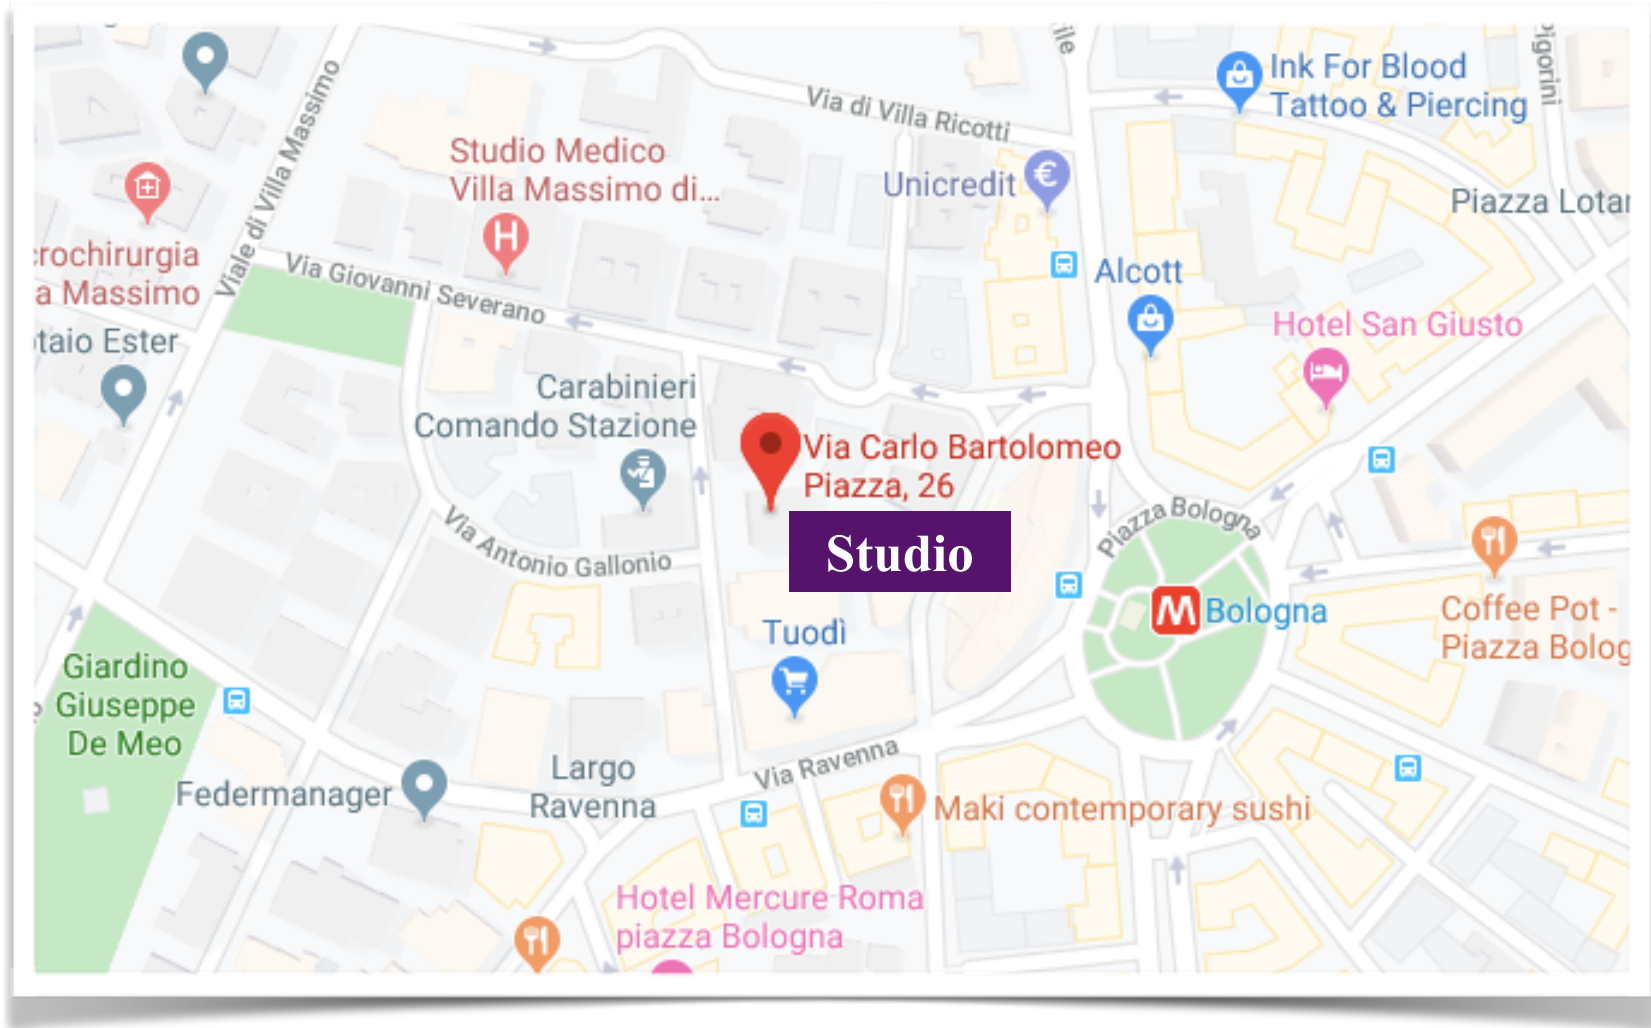 Viale di Villa Massimo
Via di Villa Ricotti
Ink For Blood
Tattoo & Piercing
Studio Medico
Villa Massimo di...
Unicredit
€
Piazza Lotar
crochirurgia
a Massimo
Via Giovanni Severano
H
Alcott
Hotel San Giusto
taio Ester
Carabinieri
Comando Stazione
Via Carlo Bartolomeo
Piazza, 26
Studio
Piazza Bologna
Via Antonio Gallonio
M
Bologna
Coffee Pot -
Piazza Bolog
Tuodì
Giardino
Giuseppe
De Meo
Via Ravenna
Largo
Ravenna
Federmanager
Maki contemporary sushi
Hotel Mercure Roma
piazza Bologna
igorini
ile